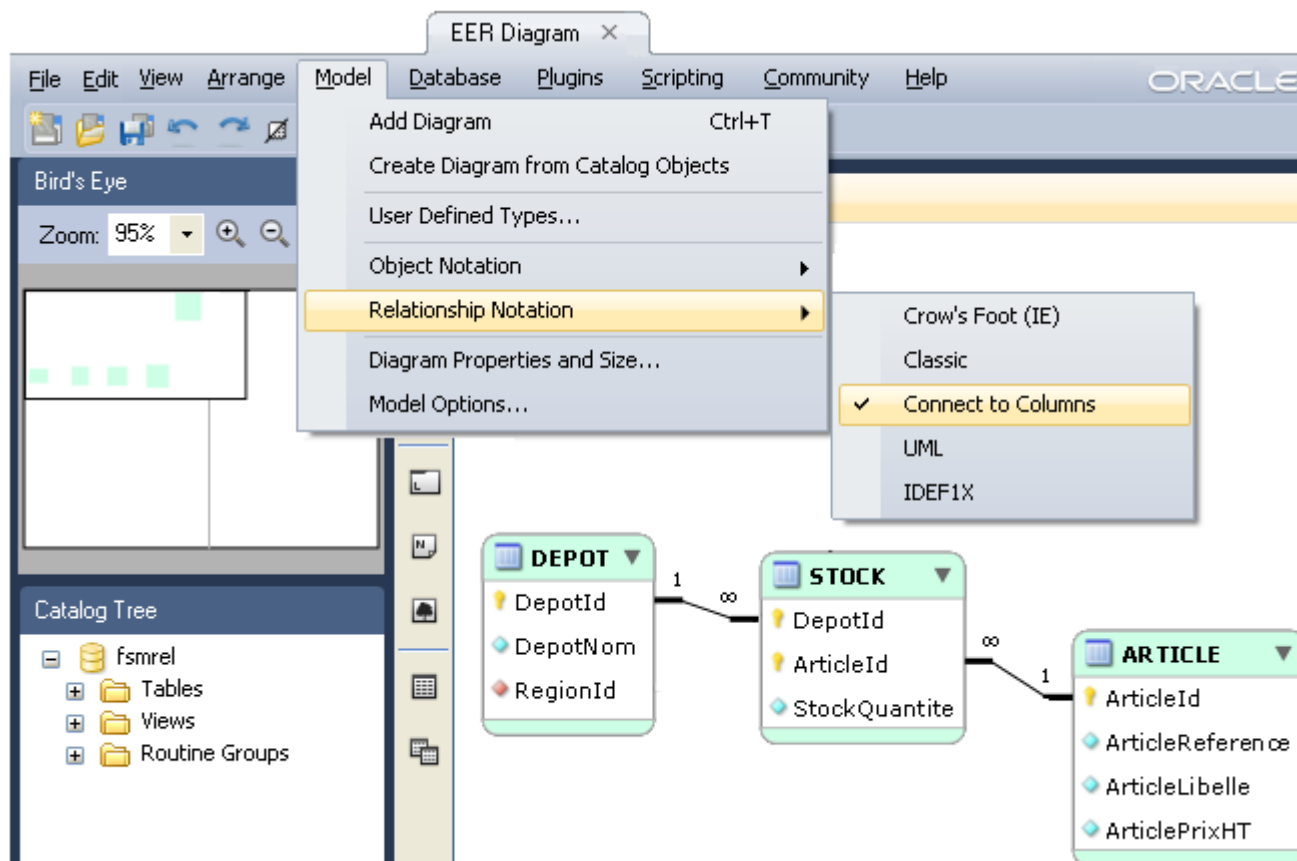 EER Diagram
File Edit View Arrange Model Database Plugins Scripting Community Help ORACLE
Add Diagram Ctrl+T
Create Diagram from Catalog Objects
User Defined Types...
Object Notation
Relationship Notation
Diagram Properties and Size...
Model Options...
Crow's Foot (IE)
Classic
Connect to Columns
UML
IDEF1X
Bird's Eye
Zoom: 95%
Catalog Tree
fsmrel
Tables
Views
Routine Groups
L
N
DEPOT
DepotId
DepotNom
RegionId
1 ∞
STOCK
DepotId
ArticleId
StockQuantite
∞ 1
ARTICLE
ArticleId
ArticleReference
ArticleLibelle
ArticlePrixHT